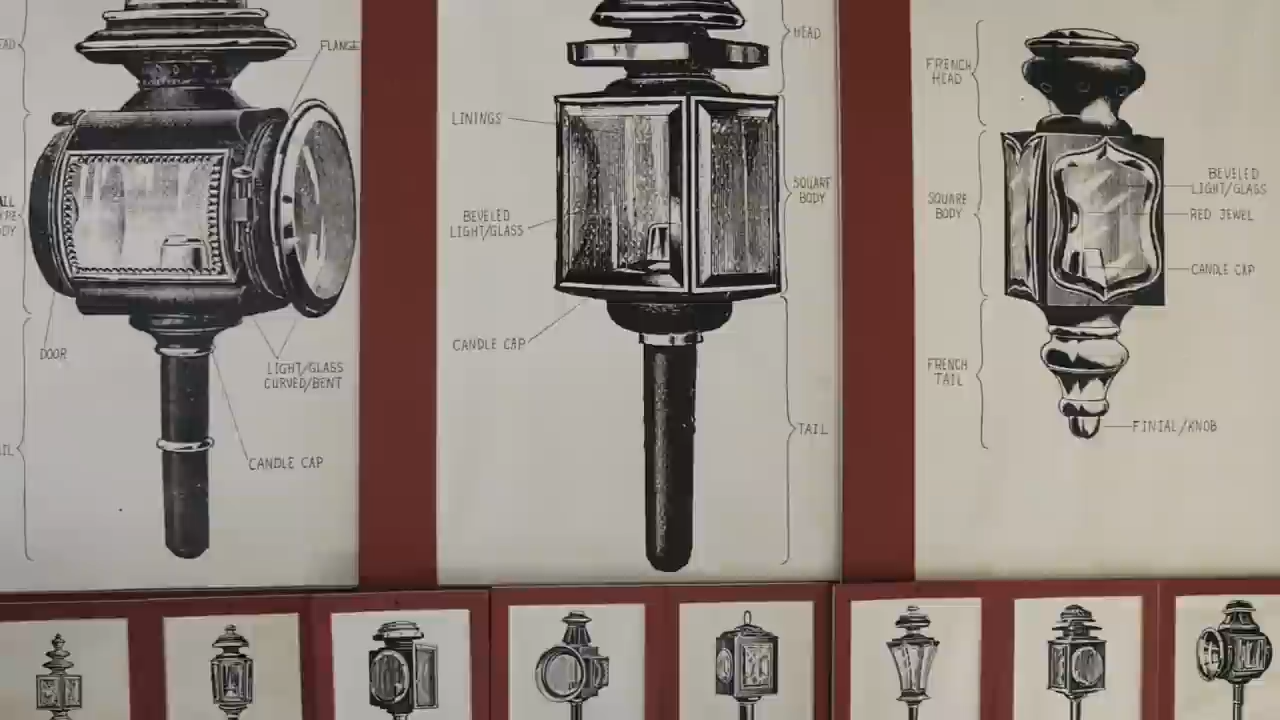 FLANGE
DOOR
LIGHT/GLASS
CURVED/BENT
CANDLE CAP
HEAD
LININGS
SQUARE
BODY
BEVELED
LIGHT/GLASS
CANDLE CAP
TAIL
FRENCH
HEAD
BEVELED
LIGHT/GLASS
SQUARE
BODY
RED JEWEL
CANDLE CAP
FRENCH
TAIL
FINIAL/KNOB